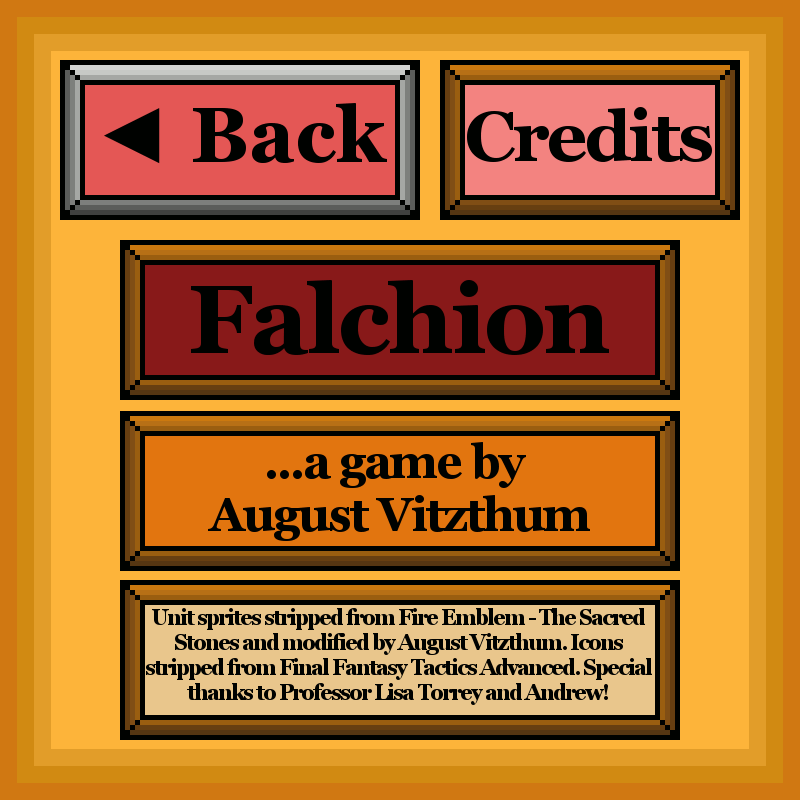 ◀ Back
Credits
Falchion
...a game by
August Vitzthum
Unit sprites stripped from Fire Emblem - The Sacred
Stones and modified by August Vitzthum. Icons
stripped from Final Fantasy Tactics Advanced. Special
thanks to Professor Lisa Torrey and Andrew!